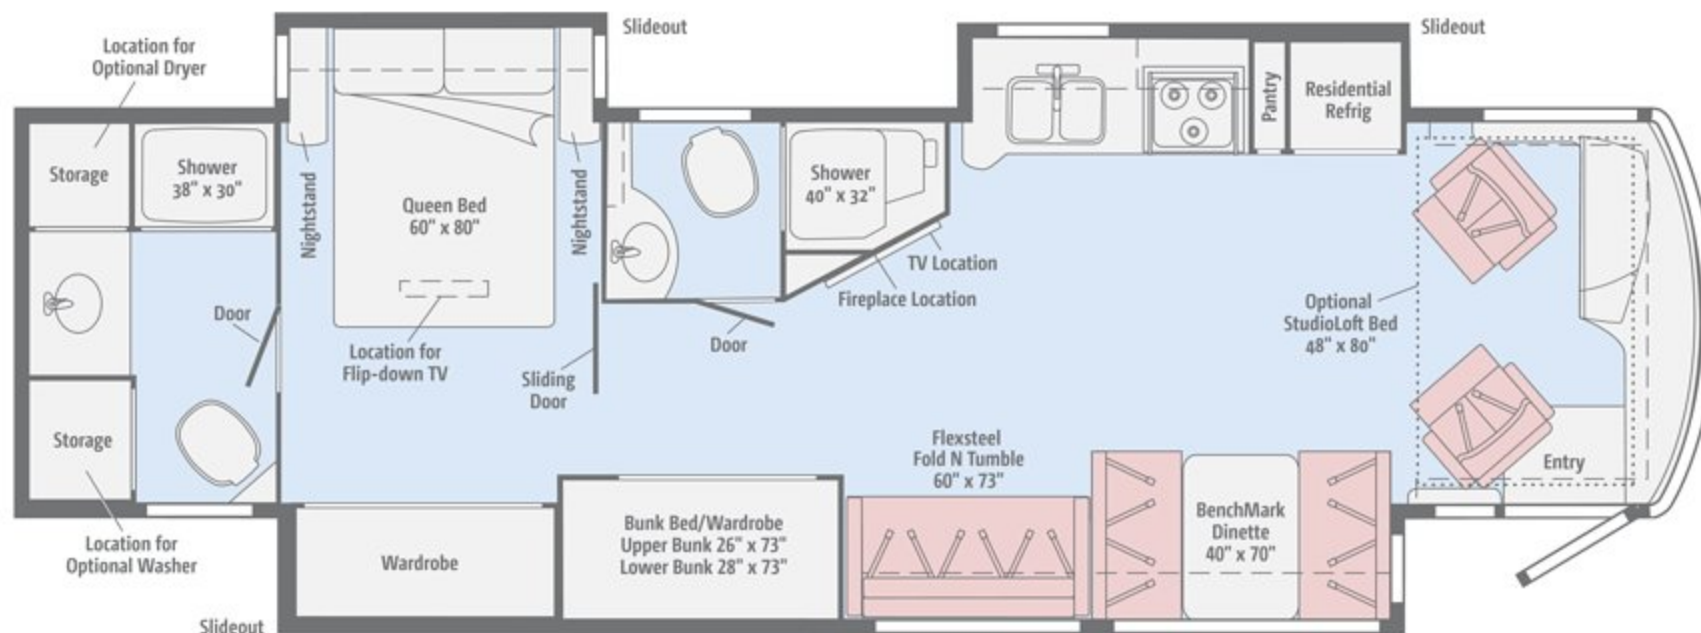 Slideout
Slideout
Location for
Optional Dryer
Storage
Shower
38" x 30"
Nightstand
Queen Bed
60" x 80"
Nightstand
Shower
40" x 32"
Pantry
Residential
Refrig
TV Location
Fireplace Location
Door
Location for
Flip-down TV
Sliding
Door
Door
Optional
StudioLoft Bed
48" x 80"
Storage
Flexsteel
Fold N Tumble
60" x 73"
Entry
Location for
Optional Washer
Wardrobe
Bunk Bed/Wardrobe
Upper Bunk 26" x 73"
Lower Bunk 28" x 73"
BenchMark
Dinette
40" x 70"
Slideout